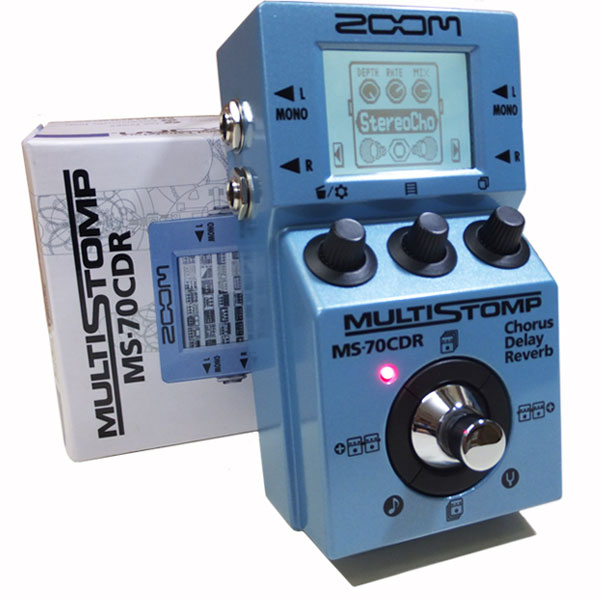 ZOOM
L
MONO
R
DEPTH RATE MIX
StereoCho
L
MONO
R
MULTISTOMP
MS-70CDR
Chorus
Delay
Reverb
MULTISTOMP
MS-70CDR
ZOOM